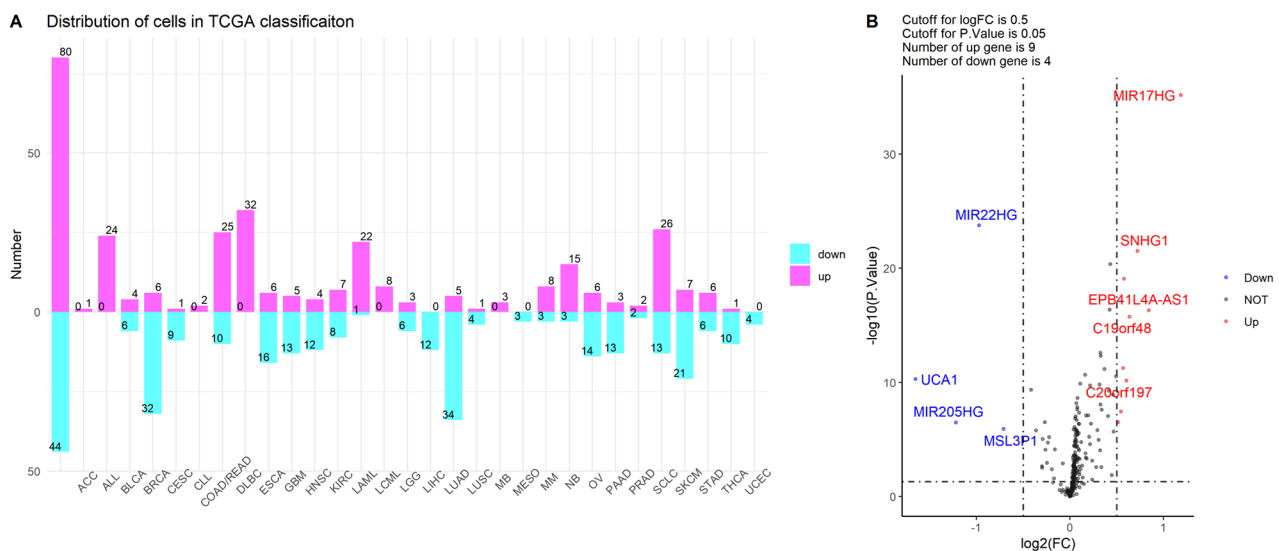 A
Distribution of cells in TCGA classificaiton
80
50
0
50
Number
44
0 1
24
4
6
6
32
1
9
2
25
10
32
0
6
16
5
13
4
12
7
8
22
1
8
0
3
6
0
12
5
34
1
4
3
0
0
3
8
3
15
3
6
14
3
13
2
2
26
13
7
21
6
6
1
10
0
4
ACC
ALL
BLCA
BRCA
CESC
CLL
COAD/READ
DLBC
ESCA
GBM
HNSC
KIRC
LAML
LCML
LGG
LIHC
LUAD
LUSC
MB
MESO
MM
NB
OV
PAAD
PRAD
SCLC
SKCM
STAD
THCA
UCEC
down
up
B
Cutoff for logFC is 0.5
Cutoff for P.Value is 0.05
Number of up gene is 9
Number of down gene is 4
-log10(P.Value)
30
20
10
0
MIR17HG
MIR22HG
SNHG1
EPB41L4A-AS1
C19orf48
UCA1
C20orf197
MIR205HG
MSL3P1
-1
0
1
log2(FC)
Down
NOT
Up